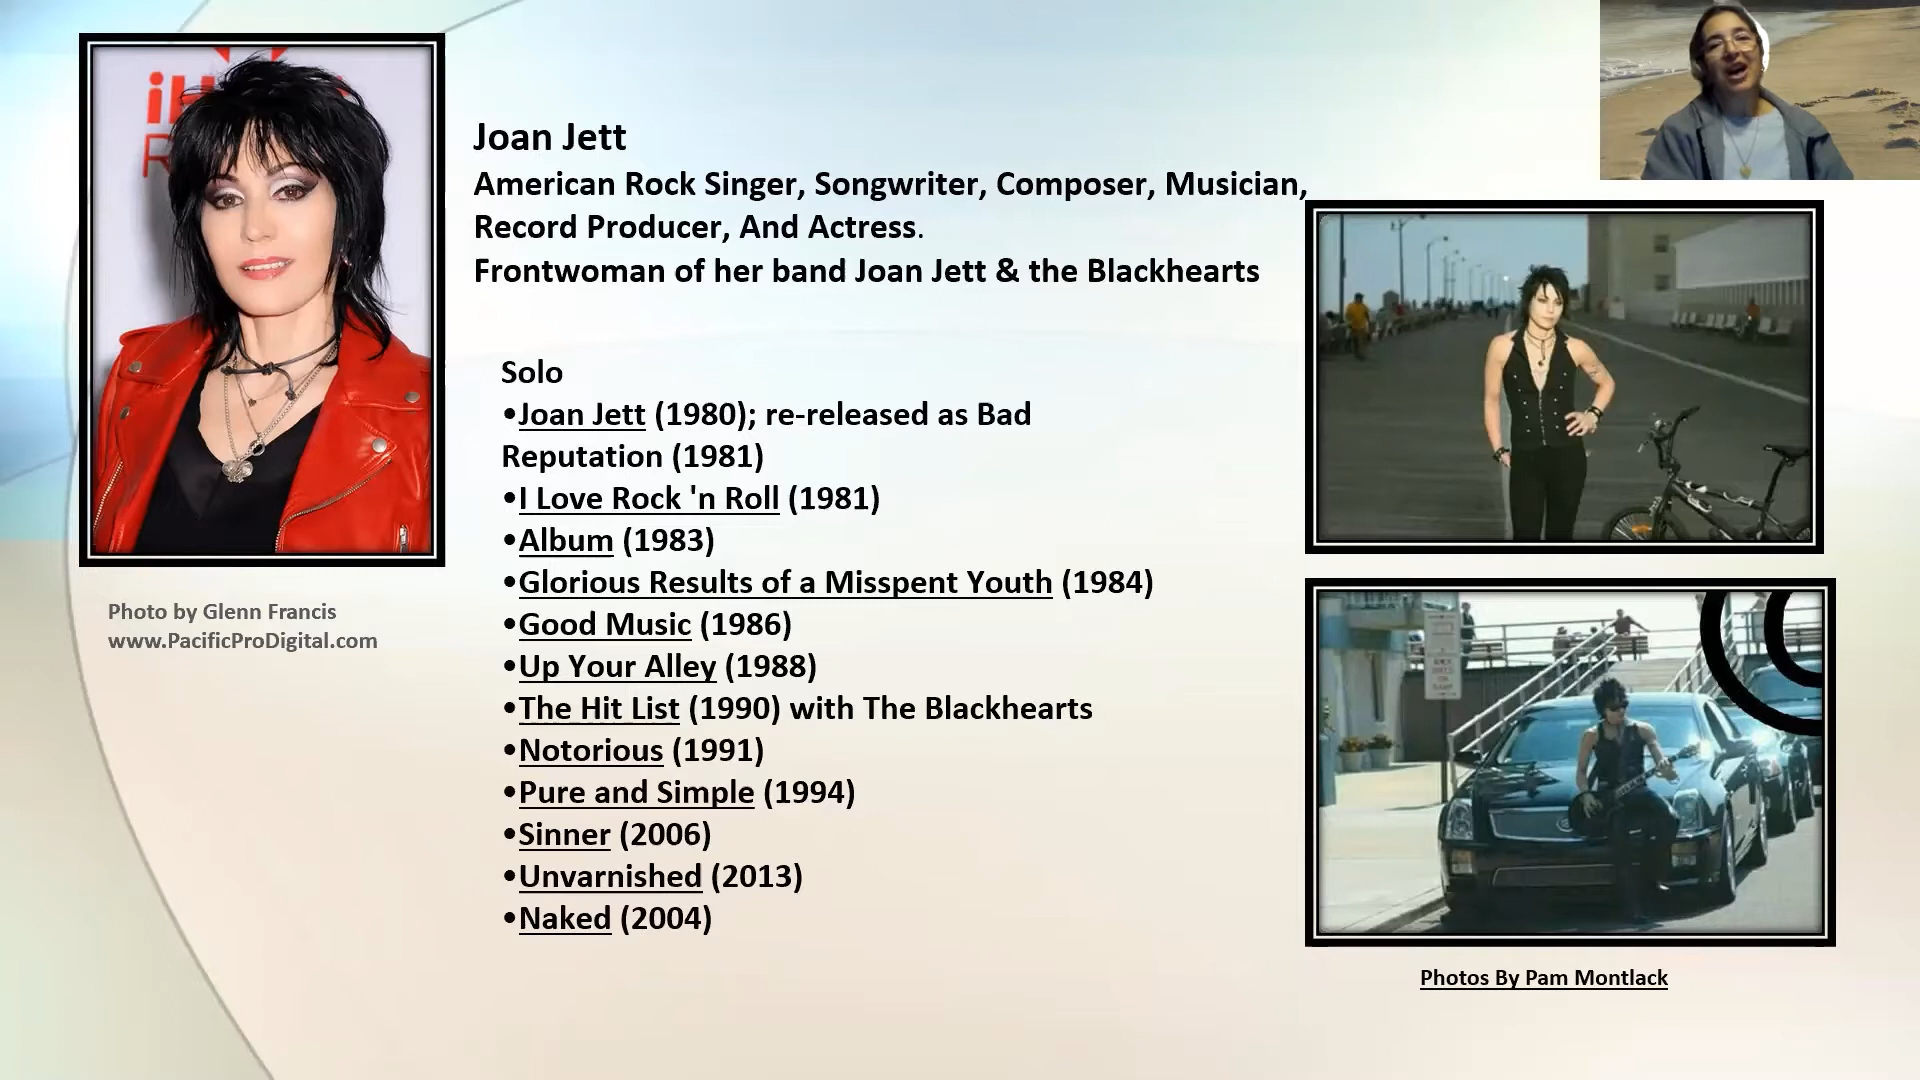 Joan Jett
American Rock Singer, Songwriter, Composer, Musician,
Record Producer, And Actress.
Frontwoman of her band Joan Jett & the Blackhearts
Solo
•Joan Jett (1980); re-released as Bad
Reputation (1981)
•I Love Rock 'n Roll (1981)
•Album (1983)
•Glorious Results of a Misspent Youth (1984)
•Good Music (1986)
•Up Your Alley (1988)
•The Hit List (1990) with The Blackhearts
•Notorious (1991)
•Pure and Simple (1994)
•Sinner (2006)
•Unvarnished (2013)
•Naked (2004)
Photo by Glenn Francis
www.PacificProDigital.com
Photos By Pam Montlack